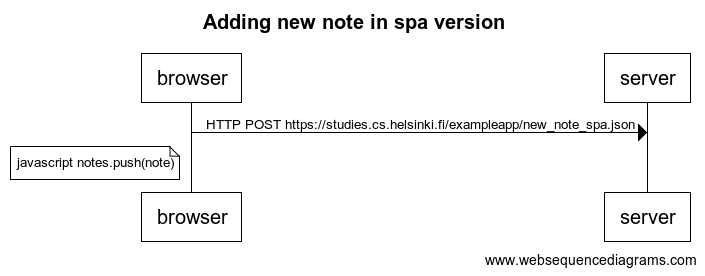 Adding new note in spa version
browser
server
HTTP POST https://studies.cs.helsinki.fi/exampleapp/new_note_spa.json
javascript notes.push(note)
browser
server
www.websequencediagrams.com